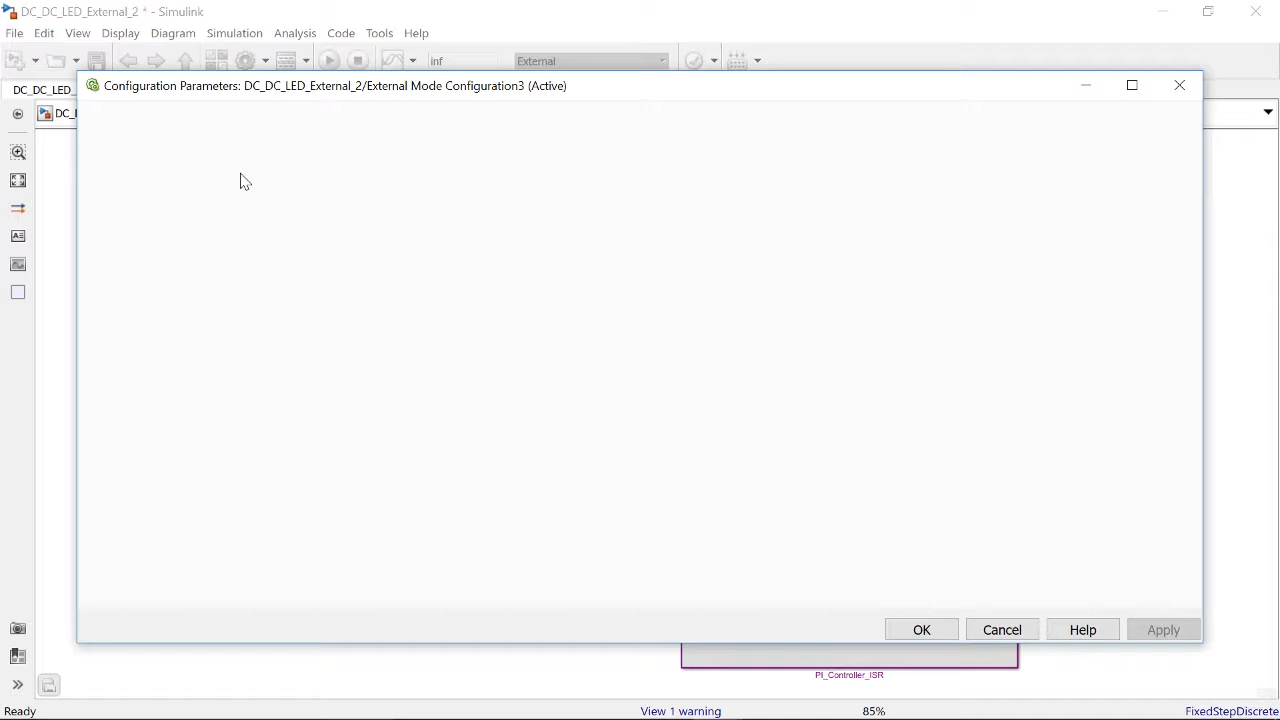 DC_DC_LED_External_2 * - Simulink
File Edit View Display Diagram Simulation Analysis Code Tools Help
inf External
DC_DC_LED_
Configuration Parameters: DC_DC_LED_External_2/External Mode Configuration3 (Active)
DC_
OK Cancel Help Apply
PI_Controller_ISR
Ready View 1 warning 85% FixedStepDiscrete